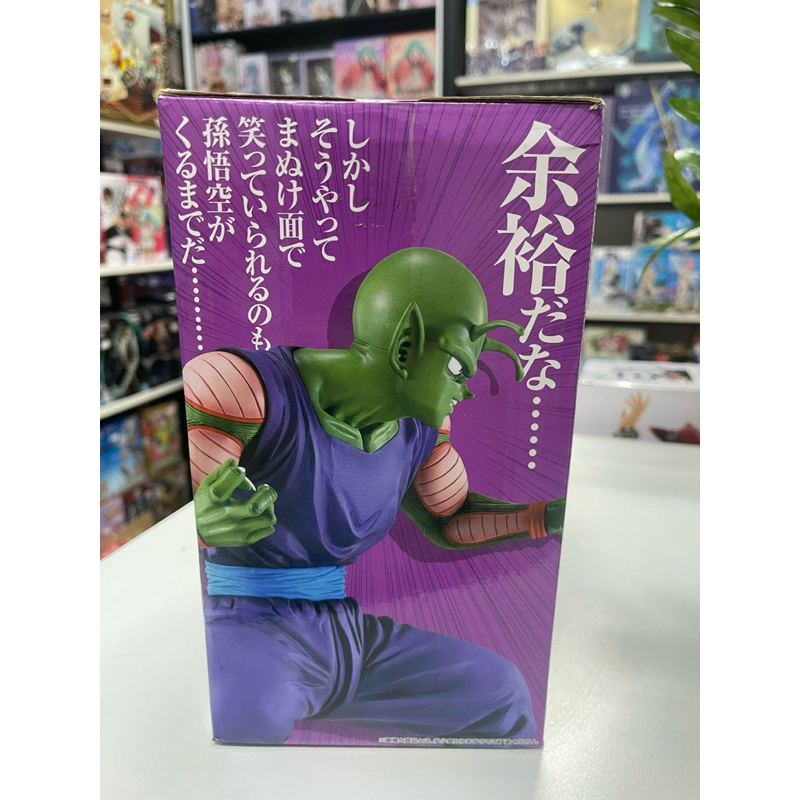 余裕だな……
しかし
そうやって
まぬけ面で
笑っていられるのも
孫悟空が
くるまでだ………